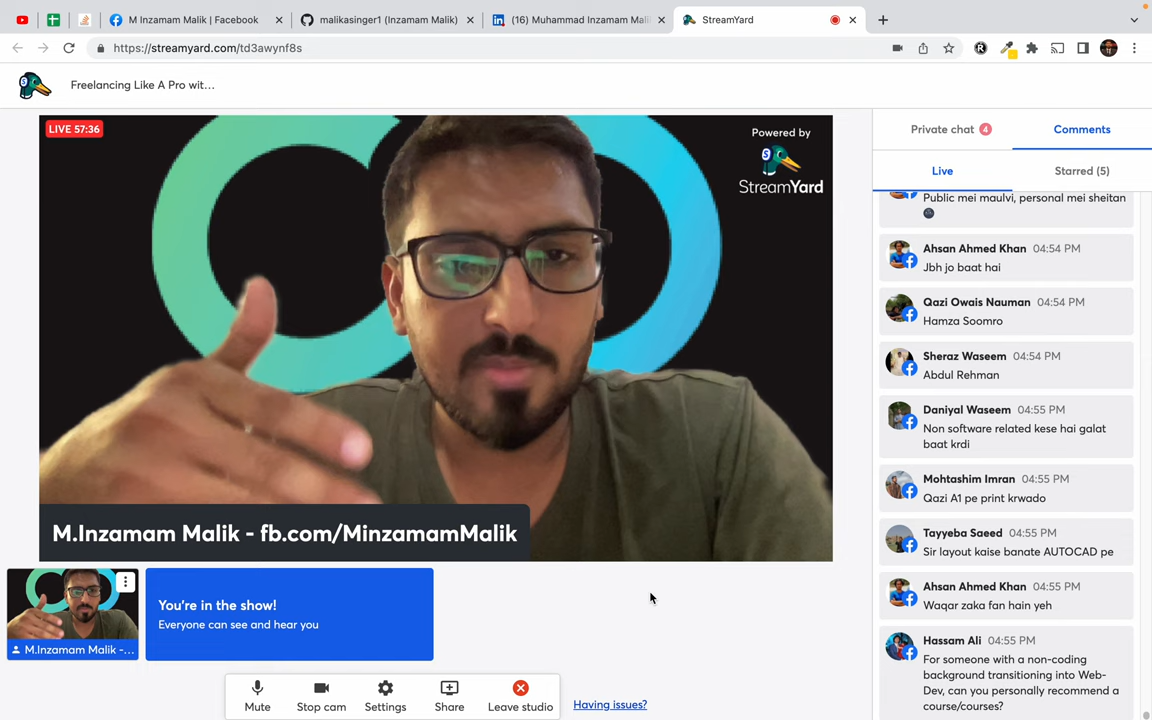 M Inzamam Malik | Facebook
malikasinger1 (Inzamam Malik)
(16) Muhammad Inzamam Mali
StreamYard
https://streamyard.com/td3awynf8s
Freelancing Like A Pro wit...
LIVE 57:36
Powered by
StreamYard
M.Inzamam Malik - fb.com/MinzamamMalik
M.Inzamam Malik -...
You're in the show!
Everyone can see and hear you
Mute
Stop cam
Settings
Share
Leave studio
Having issues?
Private chat 4
Comments
Live
Starred (5)
Public mei maulvi, personal mei sheitan
Ahsan Ahmed Khan 04:54 PM
Jbh jo baat hai
Qazi Owais Nauman 04:54 PM
Hamza Soomro
Sheraz Waseem 04:54 PM
Abdul Rehman
Daniyal Waseem 04:55 PM
Non software related kese hai galat
baat krdi
Mohtashim Imran 04:55 PM
Qazi A1 pe print krwado
Tayyeba Saeed 04:55 PM
Sir layout kaise banate AUTOCAD pe
Ahsan Ahmed Khan 04:55 PM
Waqar zaka fan hain yeh
Hassam Ali 04:55 PM
For someone with a non-coding
background transitioning into Web-
Dev, can you personally recommend a
course/courses?